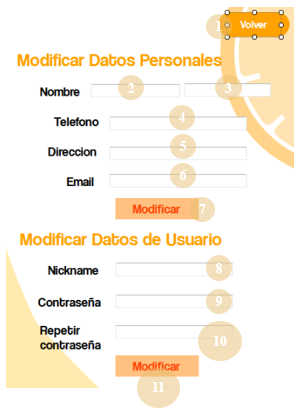 1 Volver
Modificar Datos Personales
Nombre 2 3
Telefono 4
Direccion 5
Email 6
Modificar 7
Modificar Datos de Usuario
Nickname 8
Contraseña 9
Repetir
contraseña 10
Modificar
11